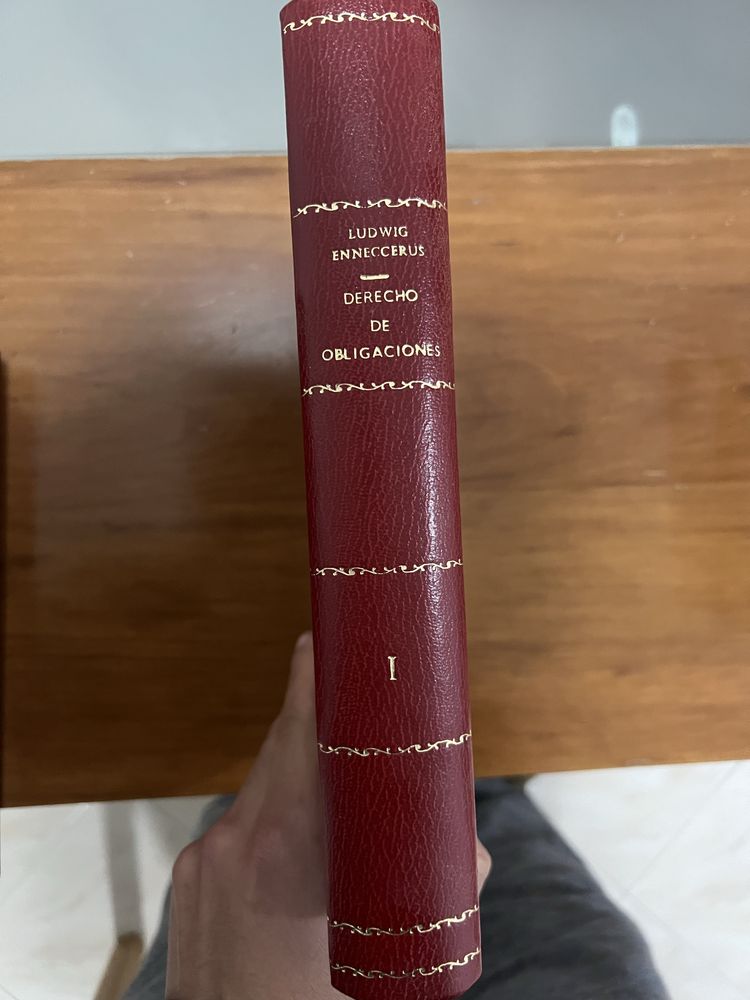 LUDWIG
ENNECCERUS
DERECHO
DE
OBLIGACIONES
I